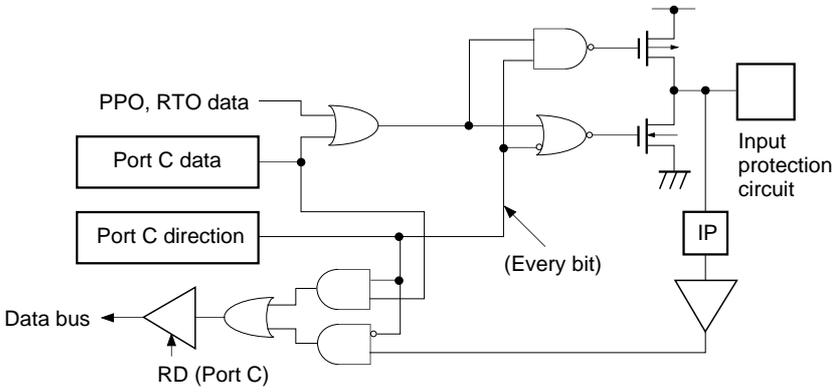 PPO, RTO data
Port C data
Input
protection
circuit
Port C direction
IP
(Every bit)
Data bus
RD (Port C)